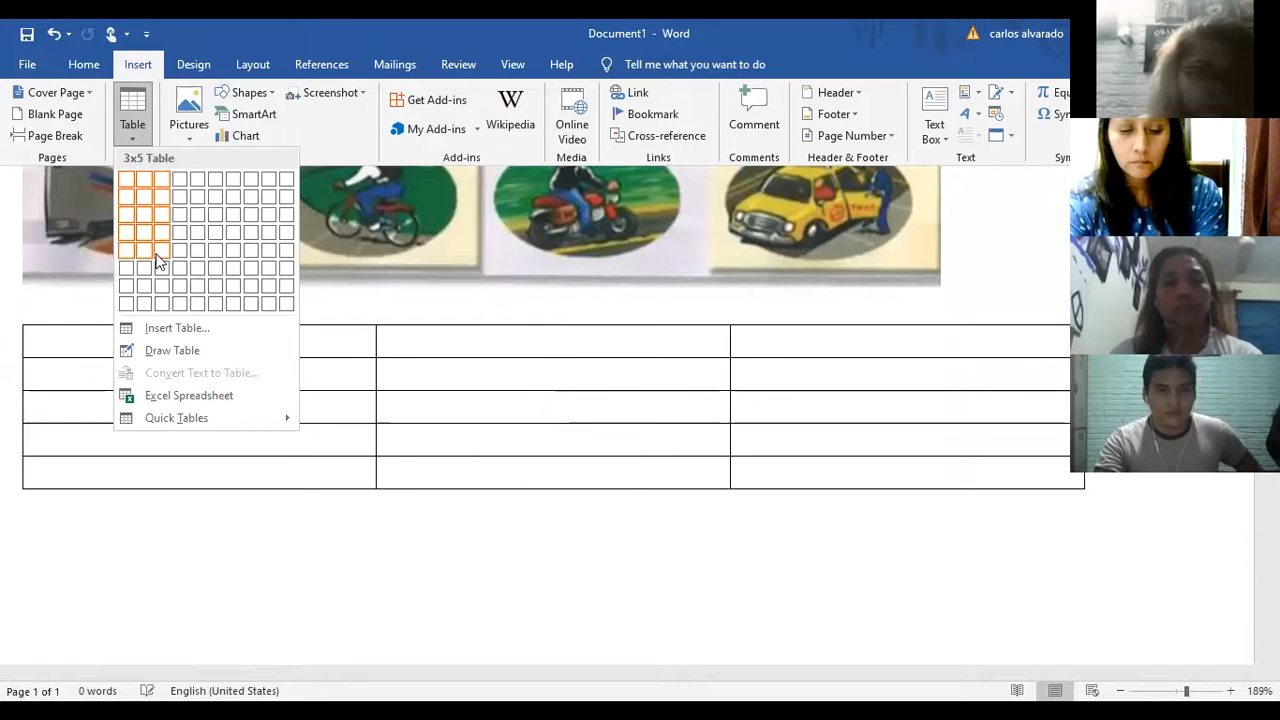 Document1 - Word
carlos alvarado
File Home Insert Design Layout References Mailings Review View Help Tell me what you want to do
Cover Page
Blank Page
Page Break
Pages
Table
Pictures
Shapes
SmartArt
Chart
Screenshot
Get Add-ins
My Add-ins
Wikipedia
Add-ins
Online
Video
Media
Link
Bookmark
Cross-reference
Links
Comment
Comments
Header
Footer
Page Number
Header & Footer
Text
Box
Text
3x5 Table
Insert Table...
Draw Table
Convert Text to Table...
Excel Spreadsheet
Quick Tables
Page 1 of 1 0 words English (United States) 189%